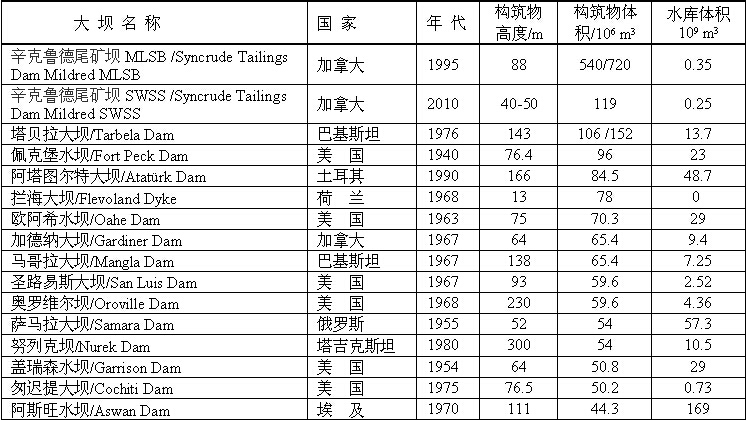 大 坝 名 称 国 家 年 代 构筑物高度/m 构筑物体积/10⁶ m³ 水库体积 10⁹ m³
辛克鲁德尾矿坝 MLSB /Syncrude Tailings Dam Mildred MLSB 加拿大 1995 88 540/720 0.35
辛克鲁德尾矿坝 SWSS /Syncrude Tailings Dam Mildred SWSS 加拿大 2010 40-50 119 0.25
塔贝拉大坝/Tarbela Dam 巴基斯坦 1976 143 106 /152 13.7
佩克堡水坝/Fort Peck Dam 美 国 1940 76.4 96 23
阿塔图尔特大坝/Atatürk Dam 土耳其 1990 166 84.5 48.7
拦海大坝/Flevoland Dyke 荷 兰 1968 13 78 0
欧阿希水坝/Oahe Dam 美 国 1963 75 70.3 29
加德纳大坝/Gardiner Dam 加拿大 1967 64 65.4 9.4
马哥拉大坝/Mangla Dam 巴基斯坦 1967 138 65.4 7.25
圣路易斯大坝/San Luis Dam 美 国 1967 93 59.6 2.52
奥罗维尔坝/Oroville Dam 美 国 1968 230 59.6 4.36
萨马拉大坝/Samara Dam 俄罗斯 1955 52 54 57.3
努列克坝/Nurek Dam 塔吉克斯坦 1980 300 54 10.5
盖瑞森水坝/Garrison Dam 美 国 1954 64 50.8 29
匆迟提大坝/Cochiti Dam 美 国 1975 76.5 50.2 0.73
阿斯旺水坝/Aswan Dam 埃 及 1970 111 44.3 169